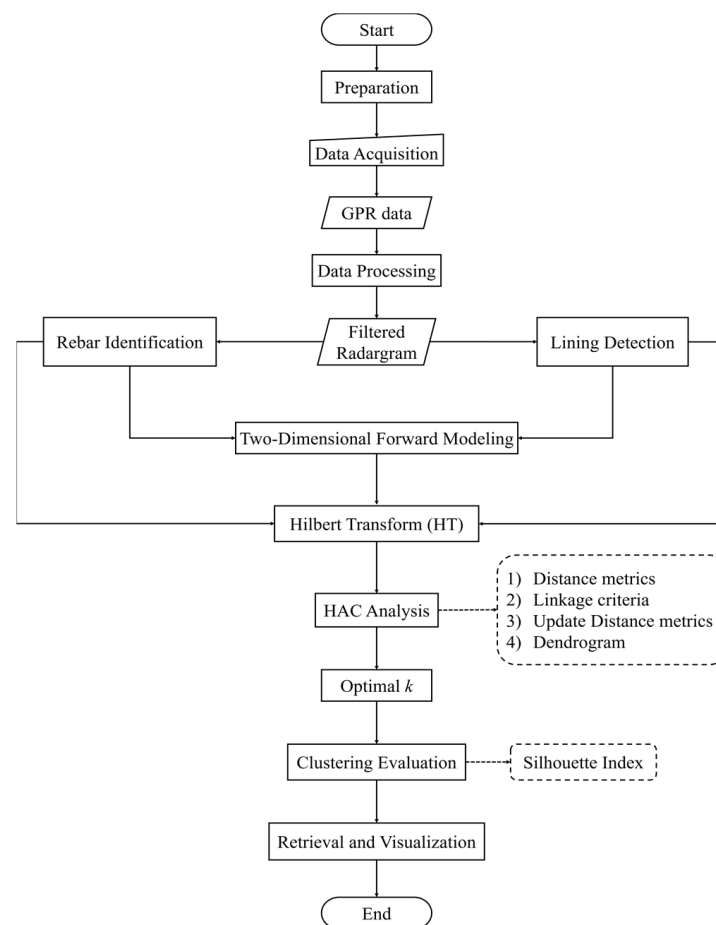 Start
Preparation
Data Acquisition
GPR data
Data Processing
Rebar Identification
Filtered
Radargram
Lining Detection
Two-Dimensional Forward Modeling
Hilbert Transform (HT)
HAC Analysis
1) Distance metrics
2) Linkage criteria
3) Update Distance metrics
4) Dendrogram
Optimal k
Clustering Evaluation
Silhouette Index
Retrieval and Visualization
End